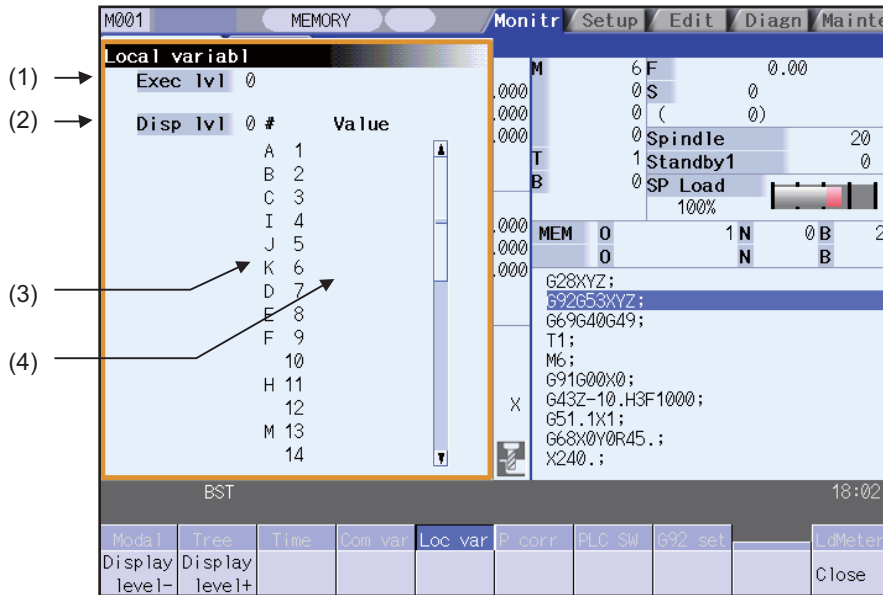 M001 MEMORY Monitr Setup Edit Diagn Mainte
Local variabl
(1) Exec lvl 0
(2) Disp lvl 0 # Value
A 1
B 2
C 3
I 4
J 5
(3) K 6
D 7
E 8
(4) F 9
10
H 11
12
M 13
14
.000
.000
.000
.000
.000
.000
X
M 6 F 0.00
0 S 0
0 ( 0)
0 Spindle 20
T 1 Standby1 0
B 0 SP Load
100%
MEM O 1 N 0 B 2
O N B
G28XYZ;
G92G53XYZ;
G69G40G49;
T1;
M6;
G91G00X0;
G43Z-10.H3F1000;
G51.1X1;
G68X0Y0R45.;
X240.;
BST 18:02
Modal Tree Time Com var Loc var P corr PLC SW G92 set LdMeter
Display Display
level- level+ Close